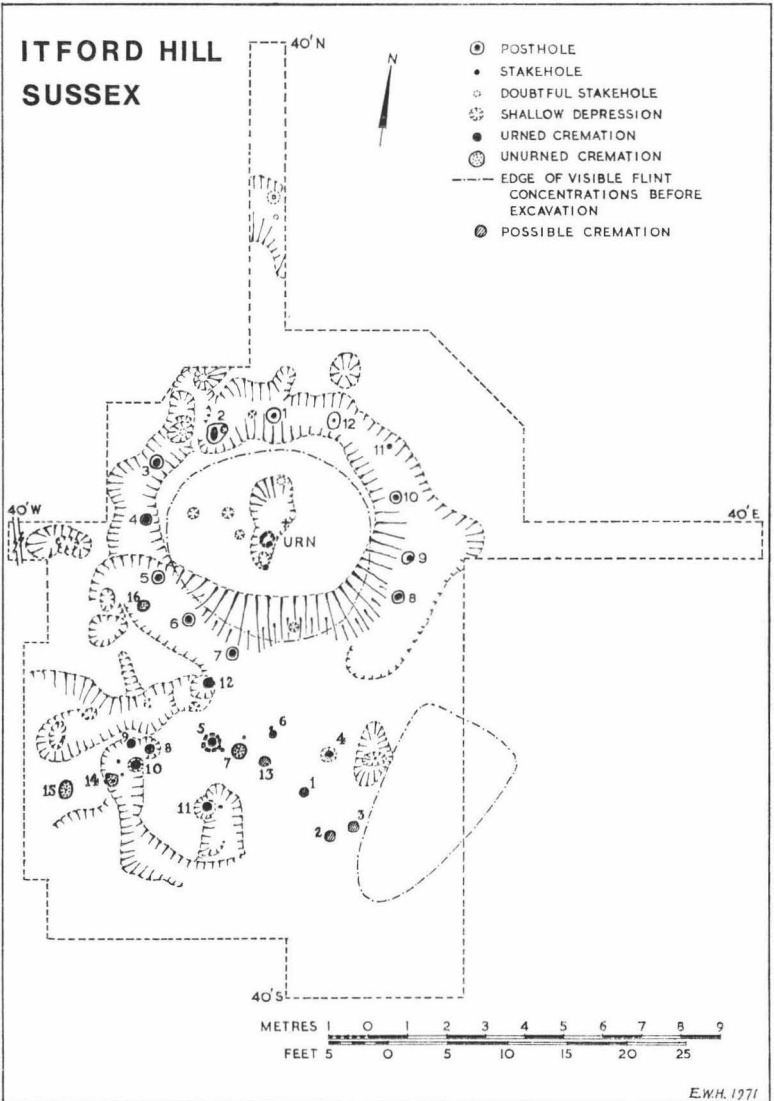 ITFORD HILL
SUSSEX
40'N
N
POSTHOLE
STAKEHOLE
DOUBTFUL STAKEHOLE
SHALLOW DEPRESSION
URNED CREMATION
UNURNED CREMATION
EDGE OF VISIBLE FLINT
CONCENTRATIONS BEFORE
EXCAVATION
POSSIBLE CREMATION
1
2
12
11
3
10
40'W
4
40'E
URN
9
5
8
16
6
7
12
6
5
4
9
8
7
13
10
14
15
1
11
3
2
40'S
METRES 1 0 1 2 3 4 5 6 7 8 9
FEET 5 0 5 10 15 20 25
E.W.H. 1971